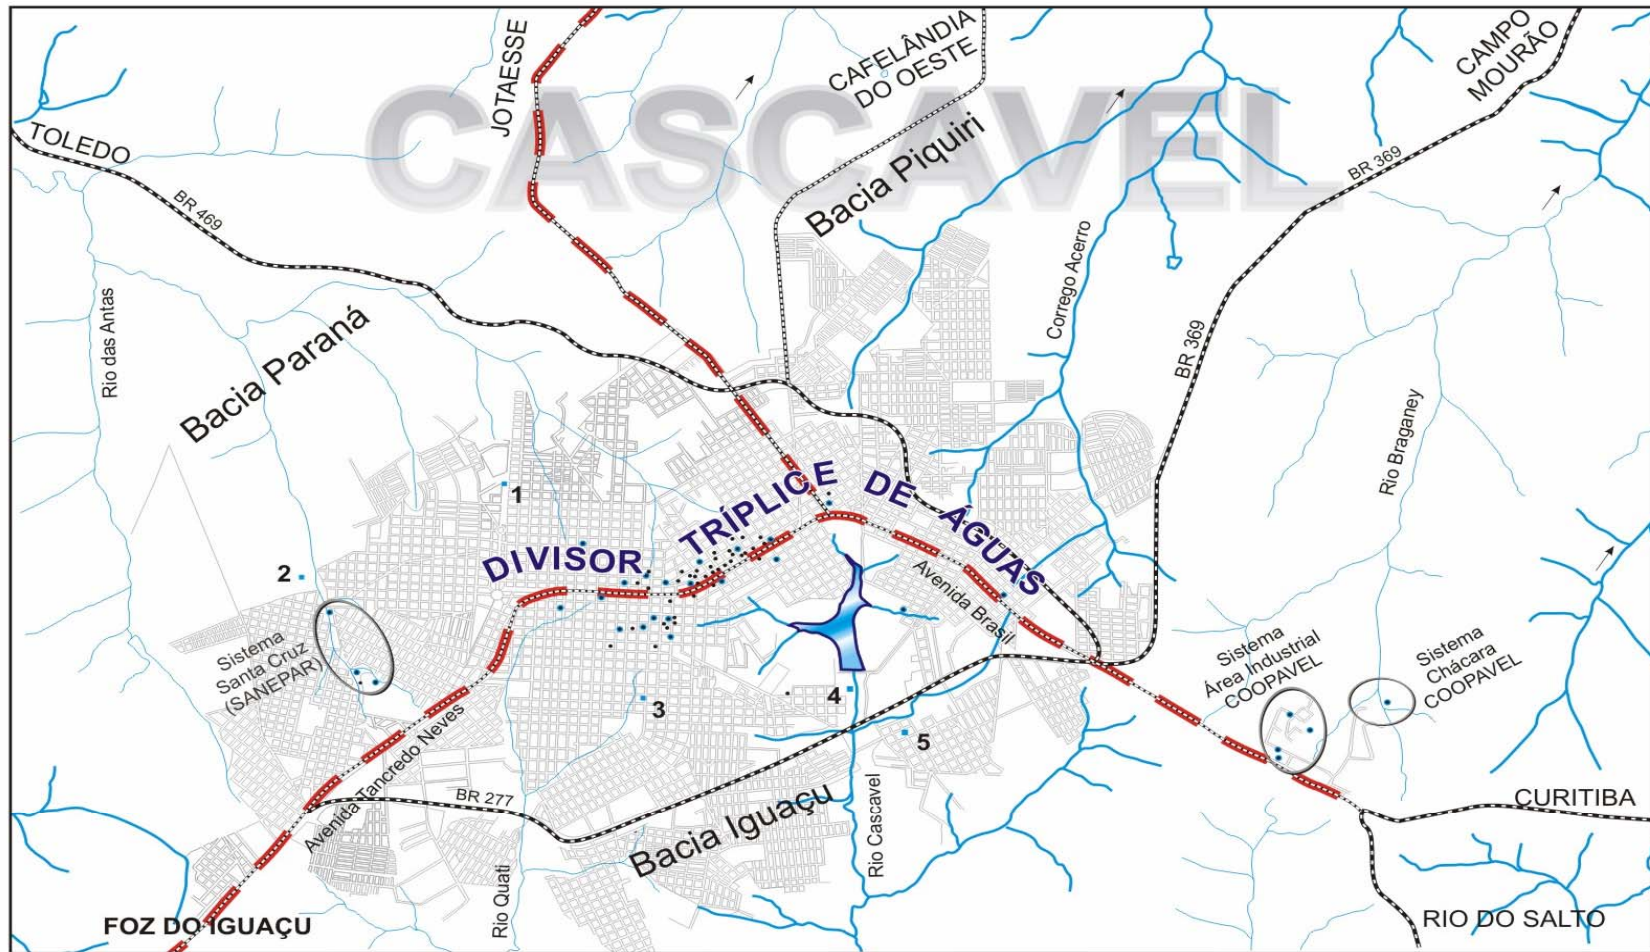 CASCAVEL
TOLEDO
JOTAESSE
CAFELÂNDIA
DO OESTE
CAMPO
MOURÃO
BR 469
Bacia Piquiri
BR 369
Corrego Acerro
Rio das Antas
Bacia Paraná
BR 369
Rio Braganey
1
DIVISOR TRÍPLICE DE ÁGUAS
2
Avenida Brasil
Sistema
Santa Cruz
(SANEPAR)
Sistema
Área Industrial
COOPAVEL
Sistema
Chácara
COOPAVEL
3
4
5
Avenida Tancredo Neves
BR 277
Bacia Iguaçu
Rio Cascavel
Rio Quati
CURITIBA
FOZ DO IGUAÇU
RIO DO SALTO